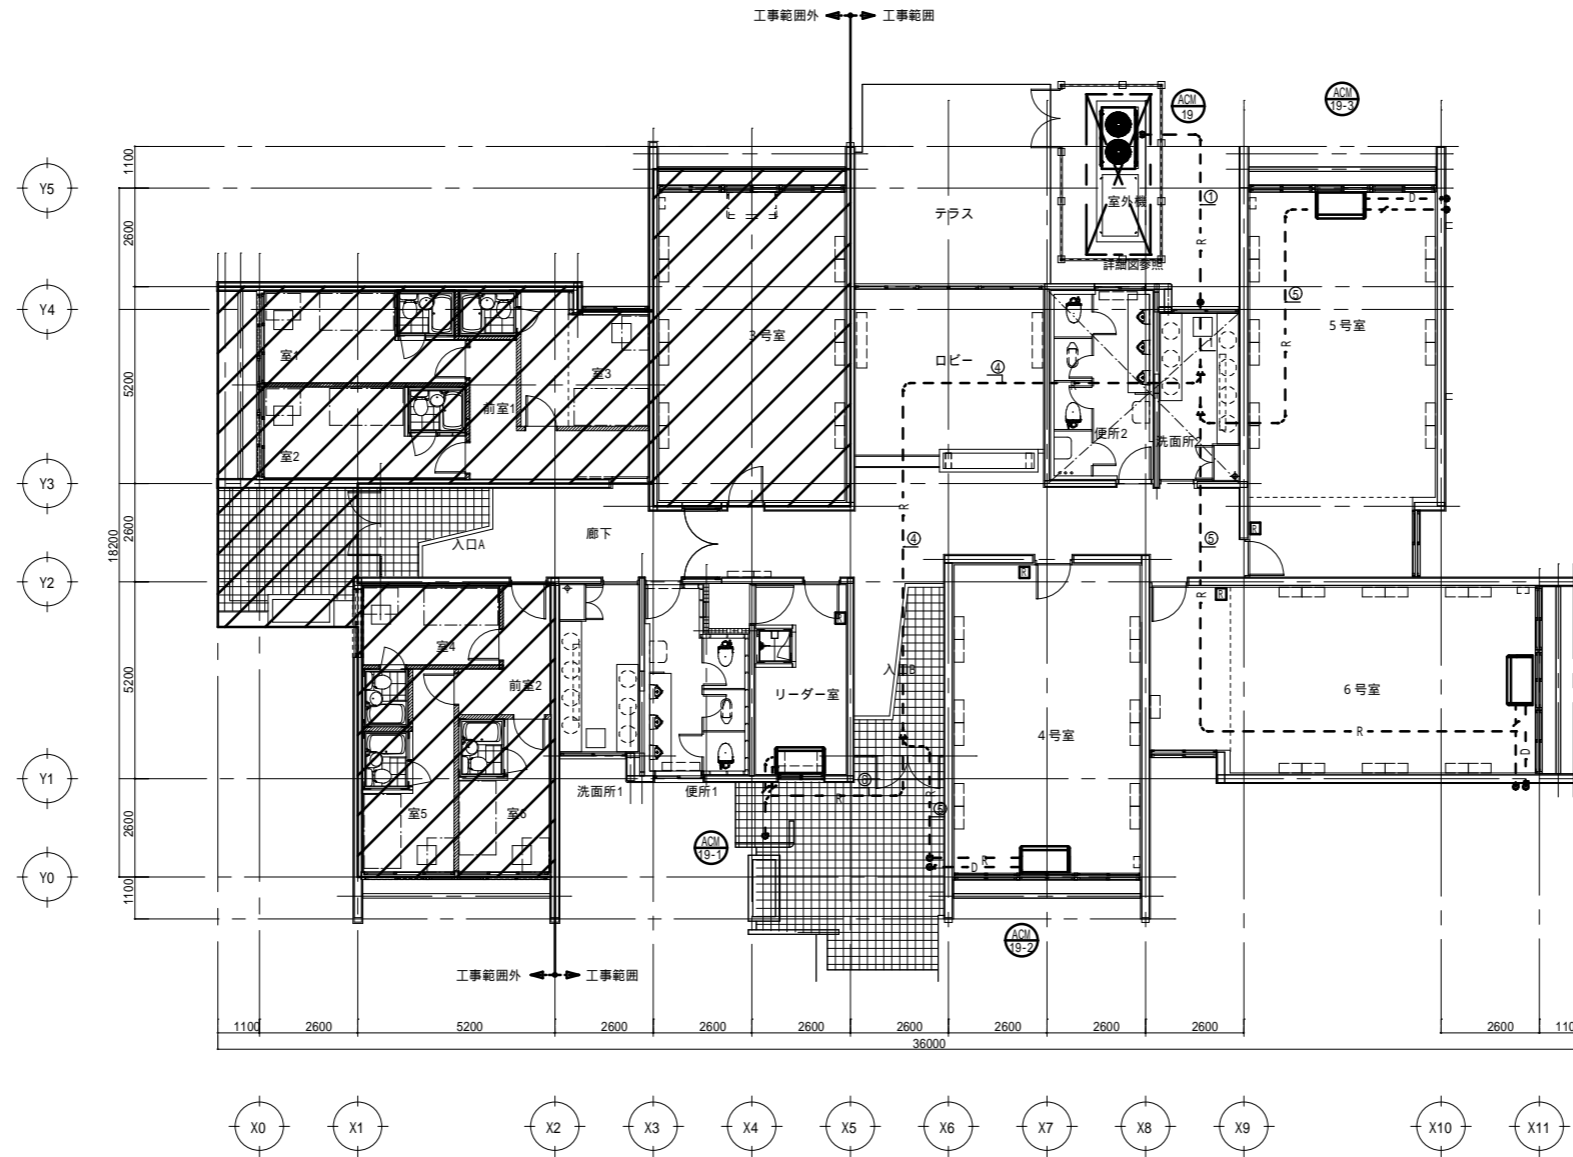 工事範囲外
工事範囲
ACM
19
ACM
19-3
Y5
Y4
Y3
Y2
Y1
Y0
1100
2600
5200
2600
5200
2600
1100
18200
テラス
室外機
詳細図参照
①
R
D
⑤
R
5号室
室1
室2
室3
前室1
3号室
ロビー
④
便所2
洗面所2
R
④
⑤
R
R
入口A
廊下
R
R
R
室4
前室2
室5
室6
洗面所1
便所1
リーダー室
入口B
4号室
6号室
R
D
R
R
⑤
R
D
ACM
19-1
ACM
19-2
工事範囲外
工事範囲
1100
2600
5200
2600
2600
2600
2600
2600
2600
2600
2600
36000
X0
X1
X2
X3
X4
X5
X6
X7
X8
X9
X10
X11